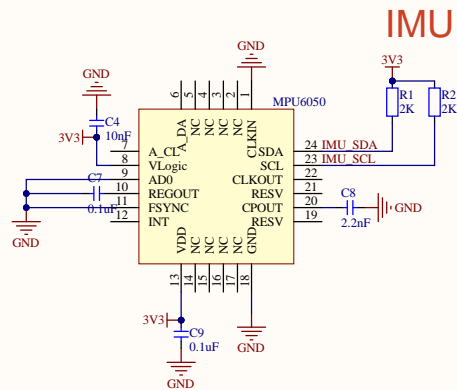 IMU
GND
GND
3V3
6
5
4
3
2
1
MPU6050
R1
2K
R2
2K
A_DA
NC
NC
NC
NC
CLKIN
C4
10nF
3V3
7
A_CL
SDA
24
IMU_SDA
8
VLogic
SCL
23
IMU_SCL
9
AD0
CLKOUT
22
C7
0.1uF
10
REGOUT
RESV
21
11
FSYNC
CPOUT
20
C8
2.2nF
GND
12
INT
RESV
19
GND
VDD
NC
NC
NC
NC
GND
13
14
15
16
17
18
3V3
C9
0.1uF
GND
GND